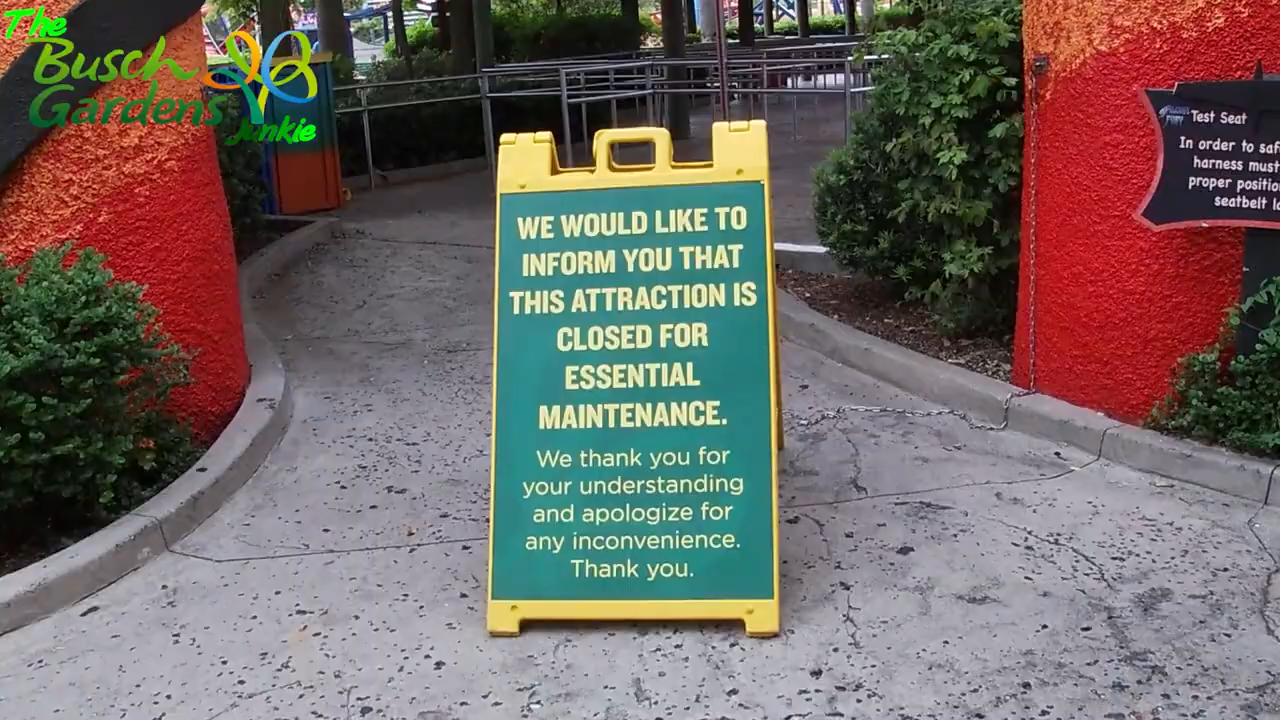 The
Busch
Gardens
Junkie
WE WOULD LIKE TO
INFORM YOU THAT
THIS ATTRACTION IS
CLOSED FOR
ESSENTIAL
MAINTENANCE.
We thank you for
your understanding
and apologize for
any inconvenience.
Thank you.
Test Seat
In order to saf
harness must
proper positio
seatbelt